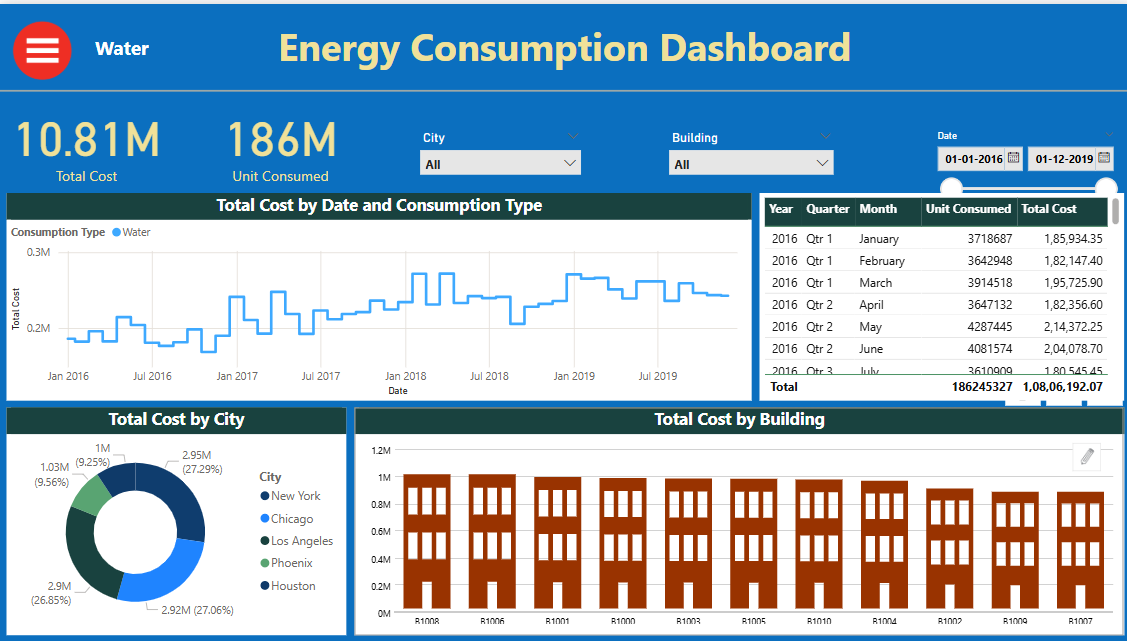 Water
Energy Consumption Dashboard
10.81M
Total Cost
186M
Unit Consumed
City
All
Building
All
Date
01-01-2016
01-12-2019
Total Cost by Date and Consumption Type
Consumption Type Water
0.3M
0.2M
Total Cost
Jan 2016 Jul 2016 Jan 2017 Jul 2017 Jan 2018 Jul 2018 Jan 2019 Jul 2019
Date
Year Quarter Month Unit Consumed Total Cost
2016 Qtr 1 January 3718687 1,85,934.35
2016 Qtr 1 February 3642948 1,82,147.40
2016 Qtr 1 March 3914518 1,95,725.90
2016 Qtr 2 April 3647132 1,82,356.60
2016 Qtr 2 May 4287445 2,14,372.25
2016 Qtr 2 June 4081574 2,04,078.70
2016 Qtr 3 July 3610909 1,80,545.45
Total 186245327 1,08,06,192.07
Total Cost by City
1M
(9.25%)
2.95M
(27.29%)
1.03M
(9.56%)
2.9M
(26.85%)
2.92M (27.06%)
City
New York
Chicago
Los Angeles
Phoenix
Houston
Total Cost by Building
1.2M
1M
0.8M
0.6M
0.4M
0.2M
0M
B1008 B1006 B1001 B1000 B1003 B1005 B1010 B1004 B1002 B1009 B1007